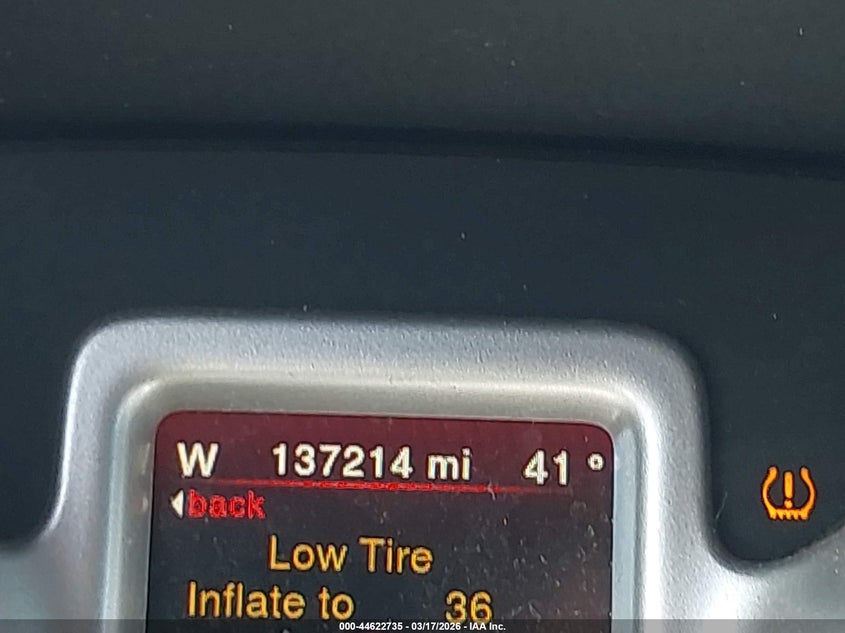 W 137214 mi 41 °
back
Low Tire
Inflate to 36
000-44622735 - 03/17/2026 - IAA Inc.